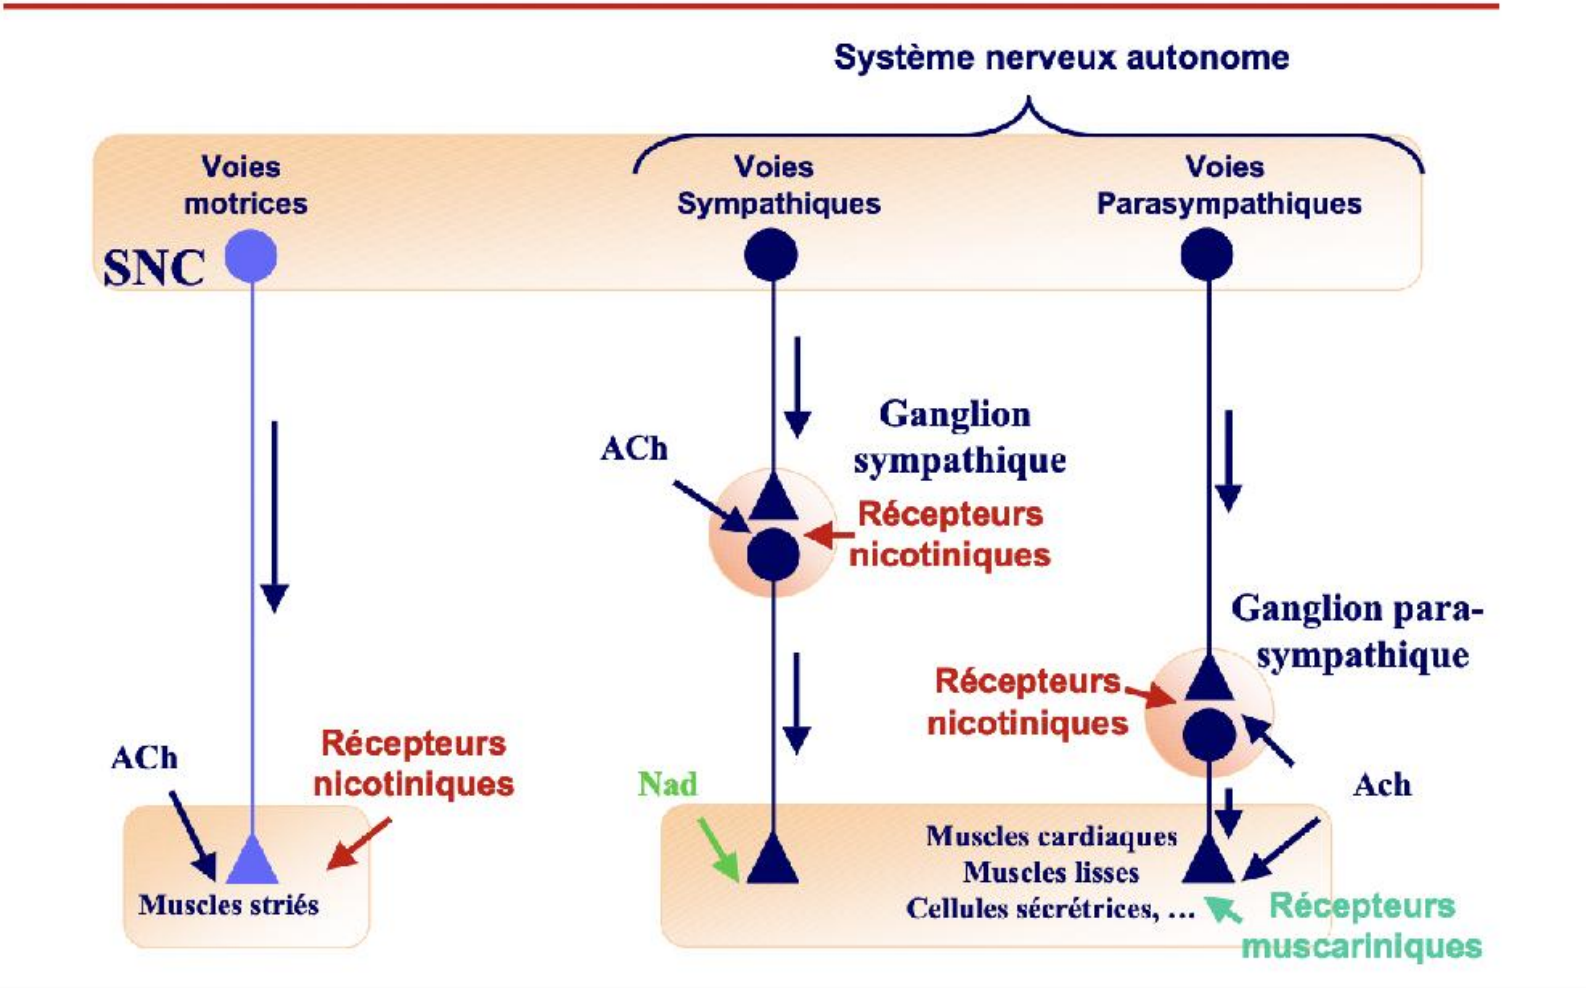 Système nerveux autonome
Voies
motrices
Voies
Sympathiques
Voies
Parasympathiques
SNC
Ganglion
sympathique
ACh
Récepteurs
nicotiniques
Ganglion para-
sympathique
Récepteurs
nicotiniques
ACh
Récepteurs
nicotiniques
Nad
Ach
Muscles striés
Muscles cardiaques
Muscles lisses
Cellules sécrétrices, ...
Récepteurs
muscariniques